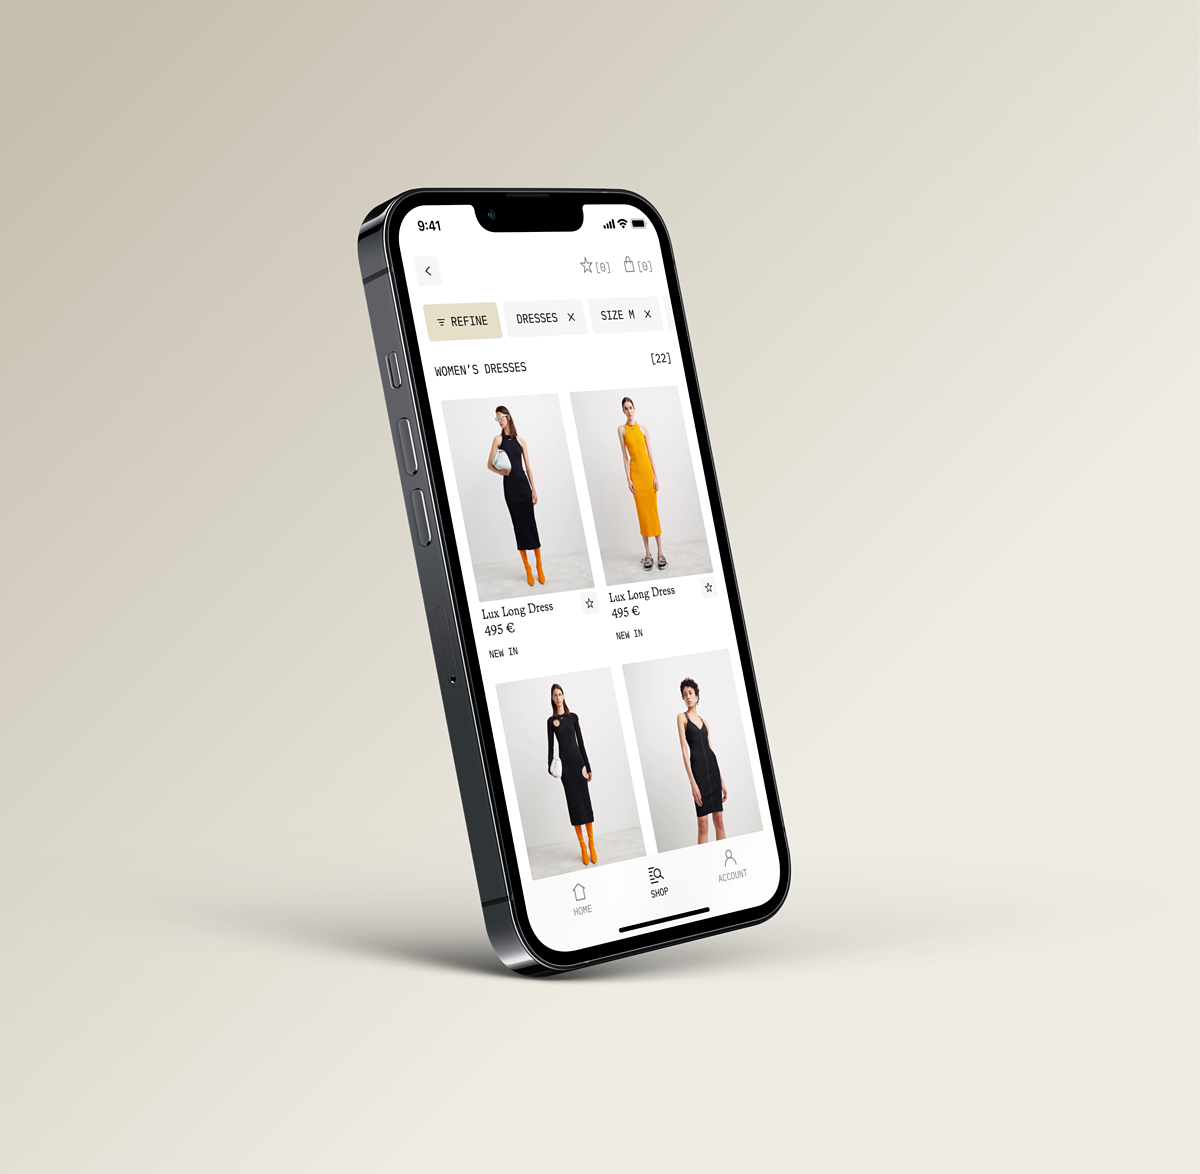 9:41
[0] [0]
REFINE DRESSES SIZE M
WOMEN'S DRESSES [22]
Lux Long Dress
495 €
NEW IN
Lux Long Dress
495 €
NEW IN
HOME
SHOP
ACCOUNT